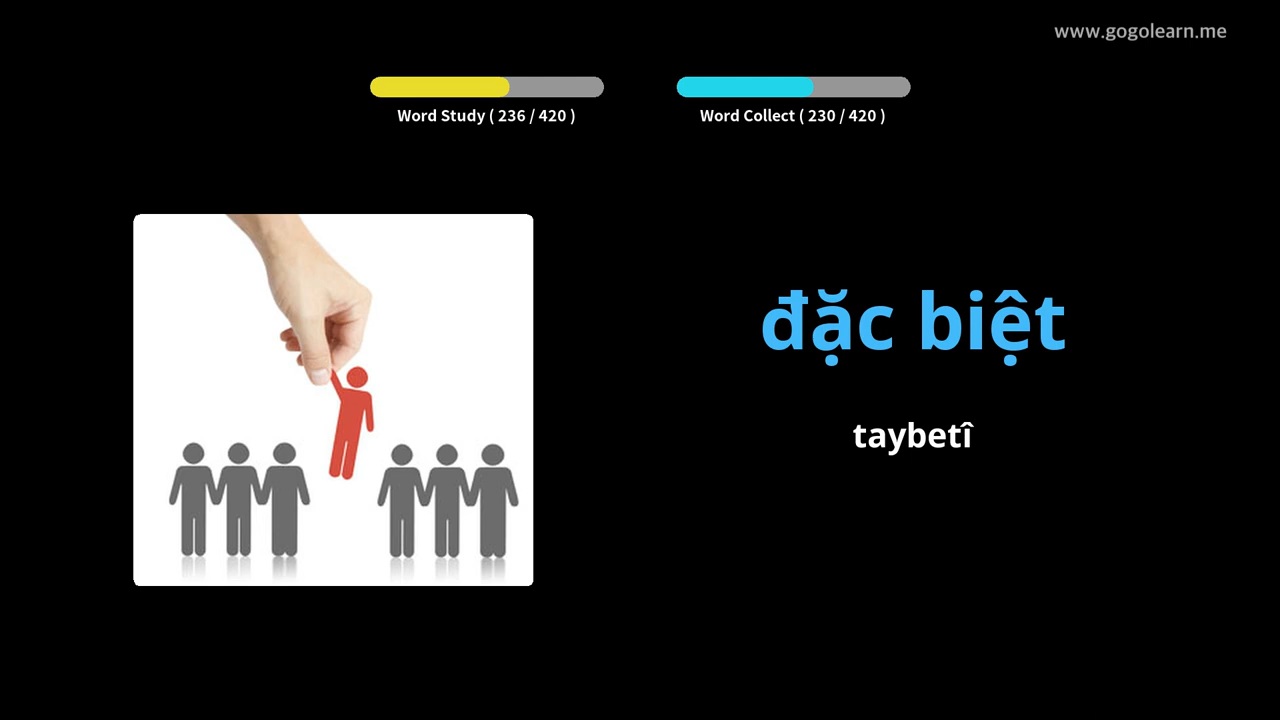 www.gogolearn.me
Word Study ( 236 / 420 )
Word Collect ( 230 / 420 )
đặc biệt
taybetî